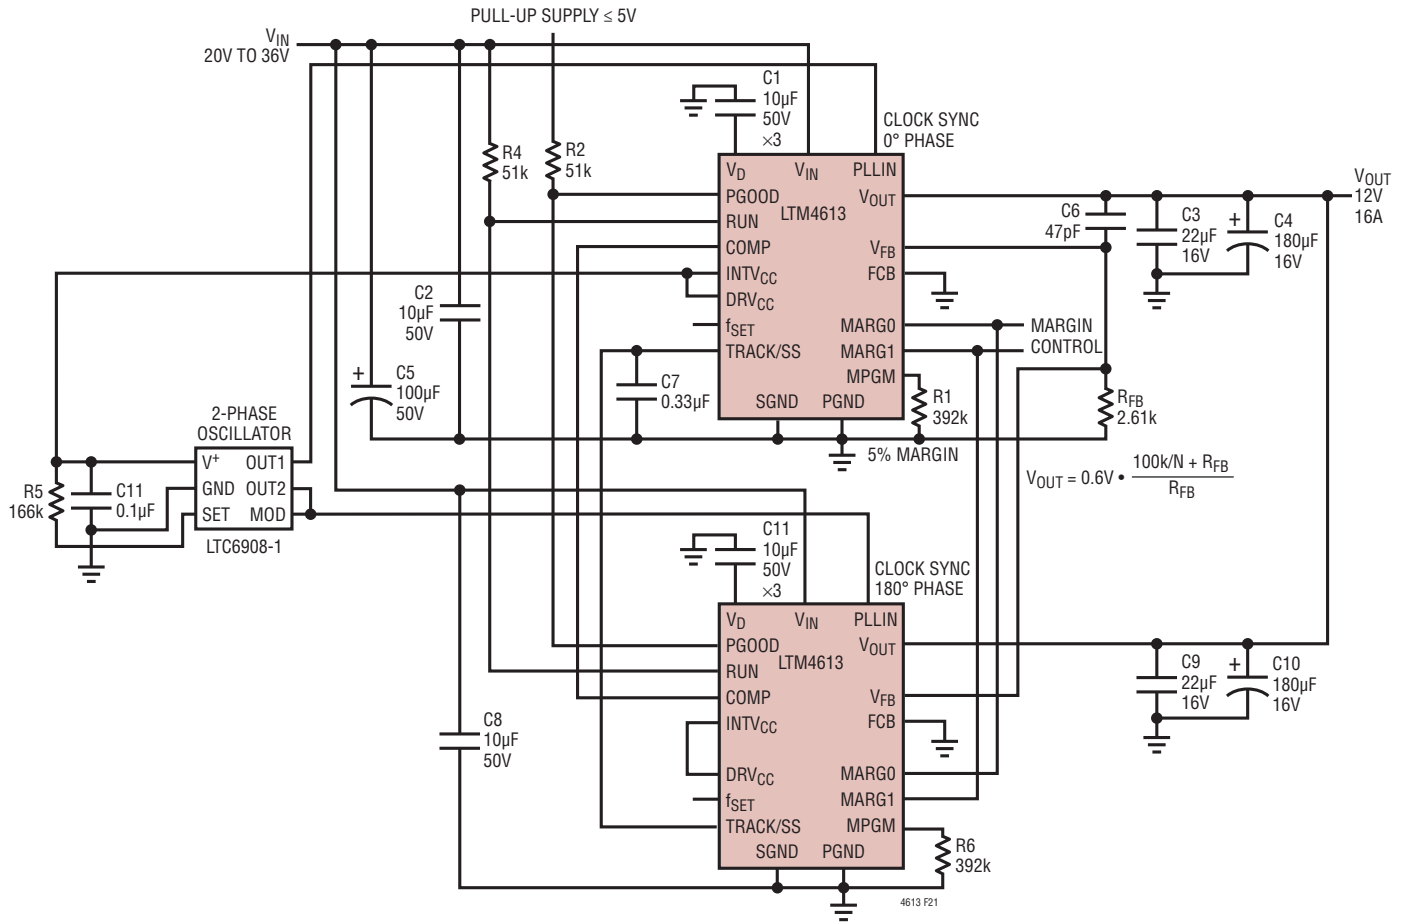 PULL-UP SUPPLY ≤ 5V
VIN
20V TO 36V
C1
10µF
50V
×3
CLOCK SYNC
0° PHASE
R4
51k
R2
51k
VD
VIN
PLLIN
PGOOD
VOUT
LTM4613
RUN
COMP
VFB
INTVCC
FCB
DRVCC
fSET
MARG0
TRACK/SS
MARG1
MPGM
SGND
PGND
VOUT
12V
16A
C6
47pF
C3
22µF
16V
+
C4
180µF
16V
MARGIN
CONTROL
C2
10µF
50V
+
C5
100µF
50V
C7
0.33µF
R1
392k
RFB
2.61k
5% MARGIN
VOUT = 0.6V • 100k/N + RFB
RFB
2-PHASE
OSCILLATOR
V+
OUT1
GND
OUT2
SET
MOD
LTC6908-1
R5
166k
C11
0.1µF
C11
10µF
50V
×3
CLOCK SYNC
180° PHASE
VD
VIN
PLLIN
PGOOD
VOUT
LTM4613
RUN
COMP
VFB
INTVCC
FCB
DRVCC
MARG0
fSET
MARG1
TRACK/SS
MPGM
SGND
PGND
C8
10µF
50V
C9
22µF
16V
+
C10
180µF
16V
R6
392k
4613 F21